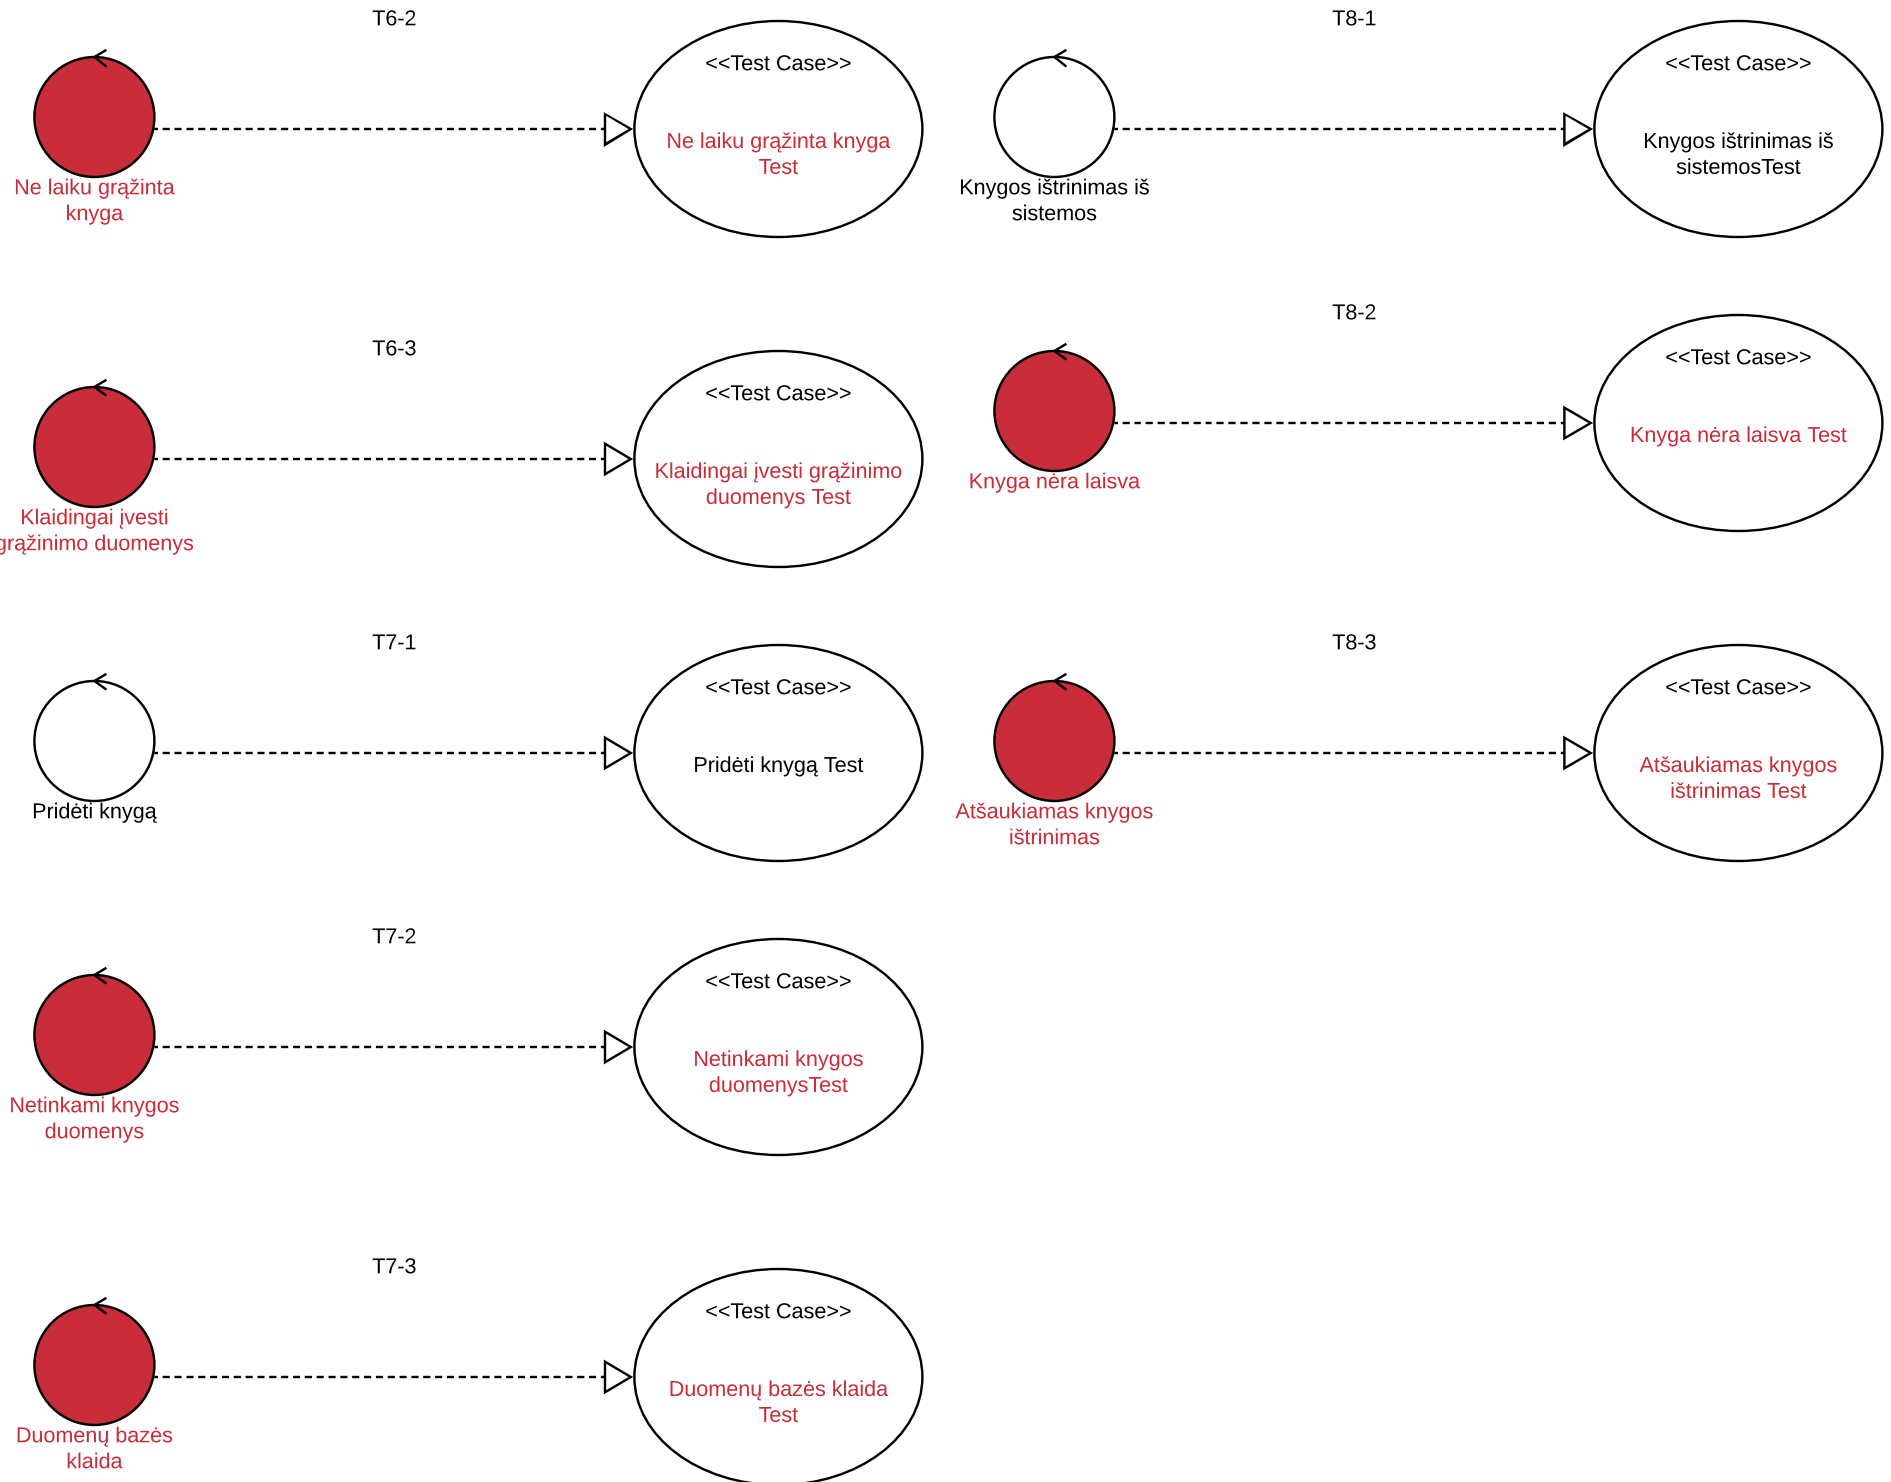 T6-2
<<Test Case>>
Ne laiku grąžinta knyga
Test
Ne laiku grąžinta
knyga
T6-3
<<Test Case>>
Klaidingai įvesti grąžinimo
duomenys Test
Klaidingai įvesti
grąžinimo duomenys
T7-1
<<Test Case>>
Pridėti knygą Test
Pridėti knygą
T7-2
<<Test Case>>
Netinkami knygos
duomenysTest
Netinkami knygos
duomenys
T7-3
<<Test Case>>
Duomenų bazės klaida
Test
Duomenų bazės
klaida
T8-1
<<Test Case>>
Knygos ištrinimas iš
sistemosTest
Knygos ištrinimas iš
sistemos
T8-2
<<Test Case>>
Knyga nėra laisva Test
Knyga nėra laisva
T8-3
<<Test Case>>
Atšaukiamas knygos
ištrinimas Test
Atšaukiamas knygos
ištrinimas